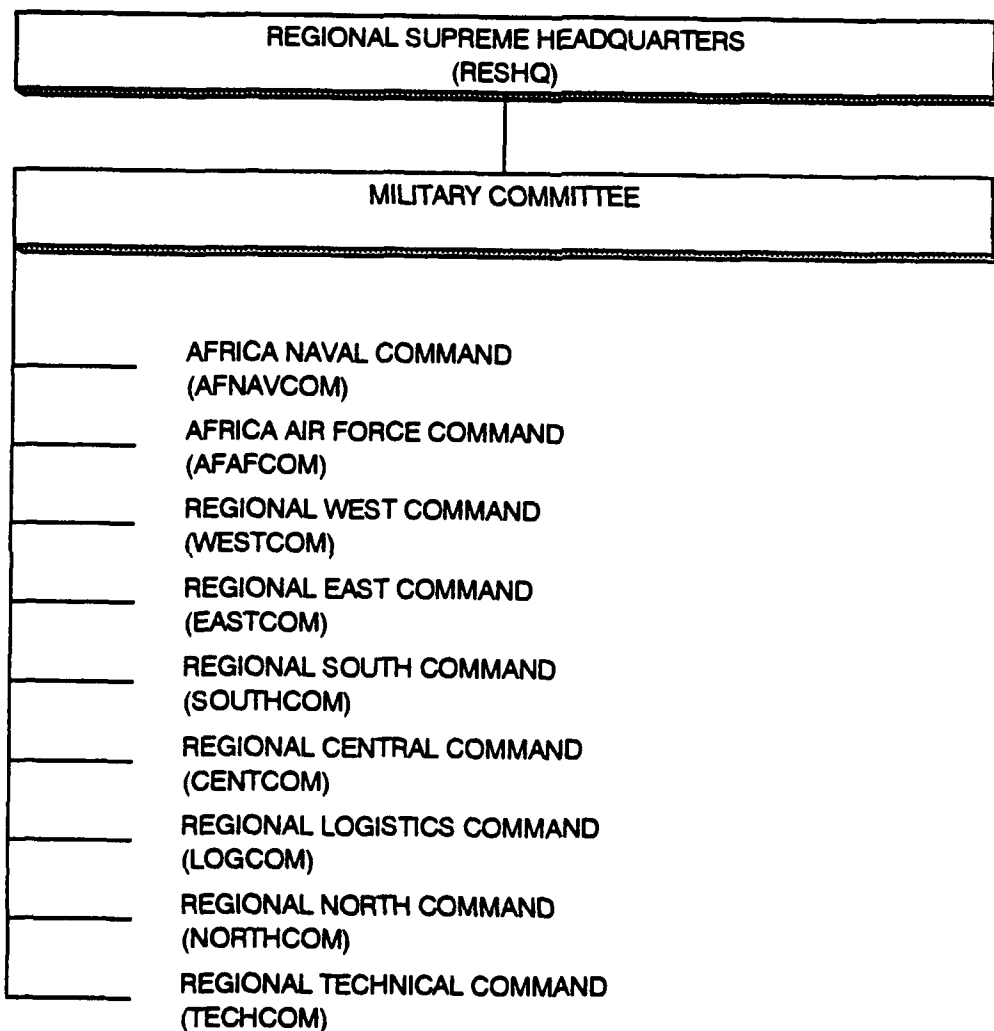 REGIONAL SUPREME HEADQUARTERS
(RESHQ)
MILITARY COMMITTEE
AFRICA NAVAL COMMAND
(AFNAVCOM)
AFRICA AIR FORCE COMMAND
(AFAFCOM)
REGIONAL WEST COMMAND
(WESTCOM)
REGIONAL EAST COMMAND
(EASTCOM)
REGIONAL SOUTH COMMAND
(SOUTHCOM)
REGIONAL CENTRAL COMMAND
(CENTCOM)
REGIONAL LOGISTICS COMMAND
(LOGCOM)
REGIONAL NORTH COMMAND
(NORTHCOM)
REGIONAL TECHNICAL COMMAND
(TECHCOM)